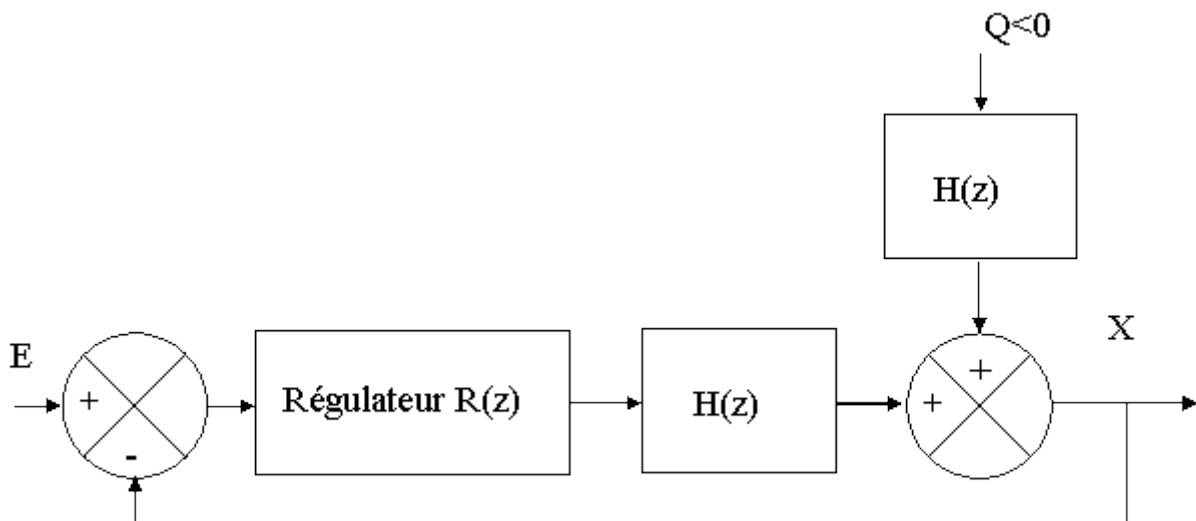 Q<0
H(z)
E
+
-
Régulateur R(z)
H(z)
+
+
X